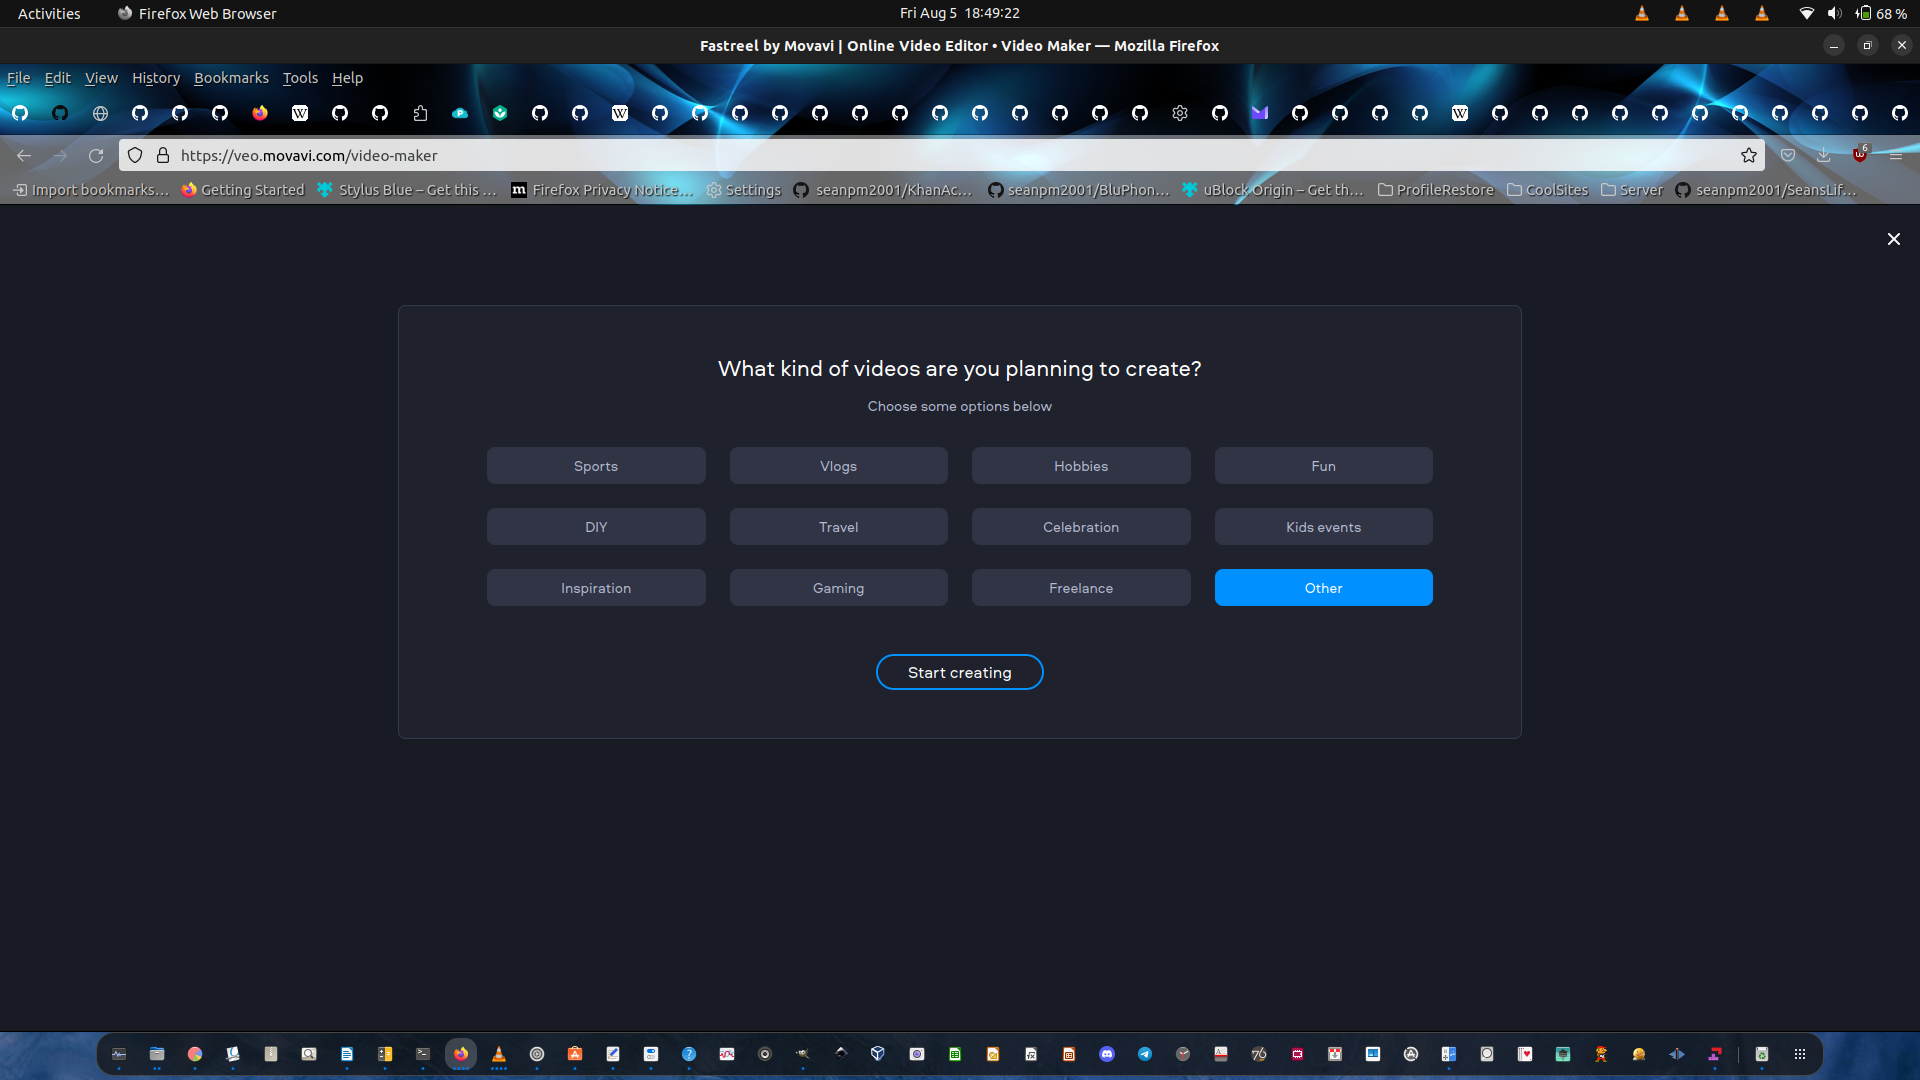 Activities Firefox Web Browser Fri Aug 5 18:49:22 68 %
Fastreel by Movavi | Online Video Editor • Video Maker — Mozilla Firefox
File Edit View History Bookmarks Tools Help
https://veo.movavi.com/video-maker 6
Import bookmarks… Getting Started Stylus Blue – Get this … Firefox Privacy Notice… Settings seanpm2001/KhanAc… seanpm2001/BluPhon… uBlock Origin – Get th… ProfileRestore CoolSites Server seanpm2001/SeansLif…
What kind of videos are you planning to create?
Choose some options below
Sports Vlogs Hobbies Fun
DIY Travel Celebration Kids events
Inspiration Gaming Freelance Other
Start creating